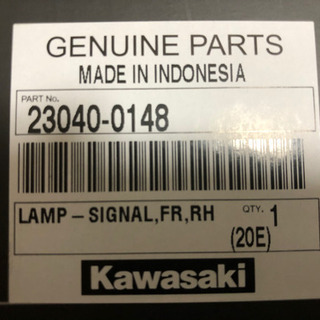 GENUINE PARTS
MADE IN INDONESIA
PART No.
23040-0148
LAMP-SIGNAL,FR,RH QTY. 1
(20E)
Kawasaki